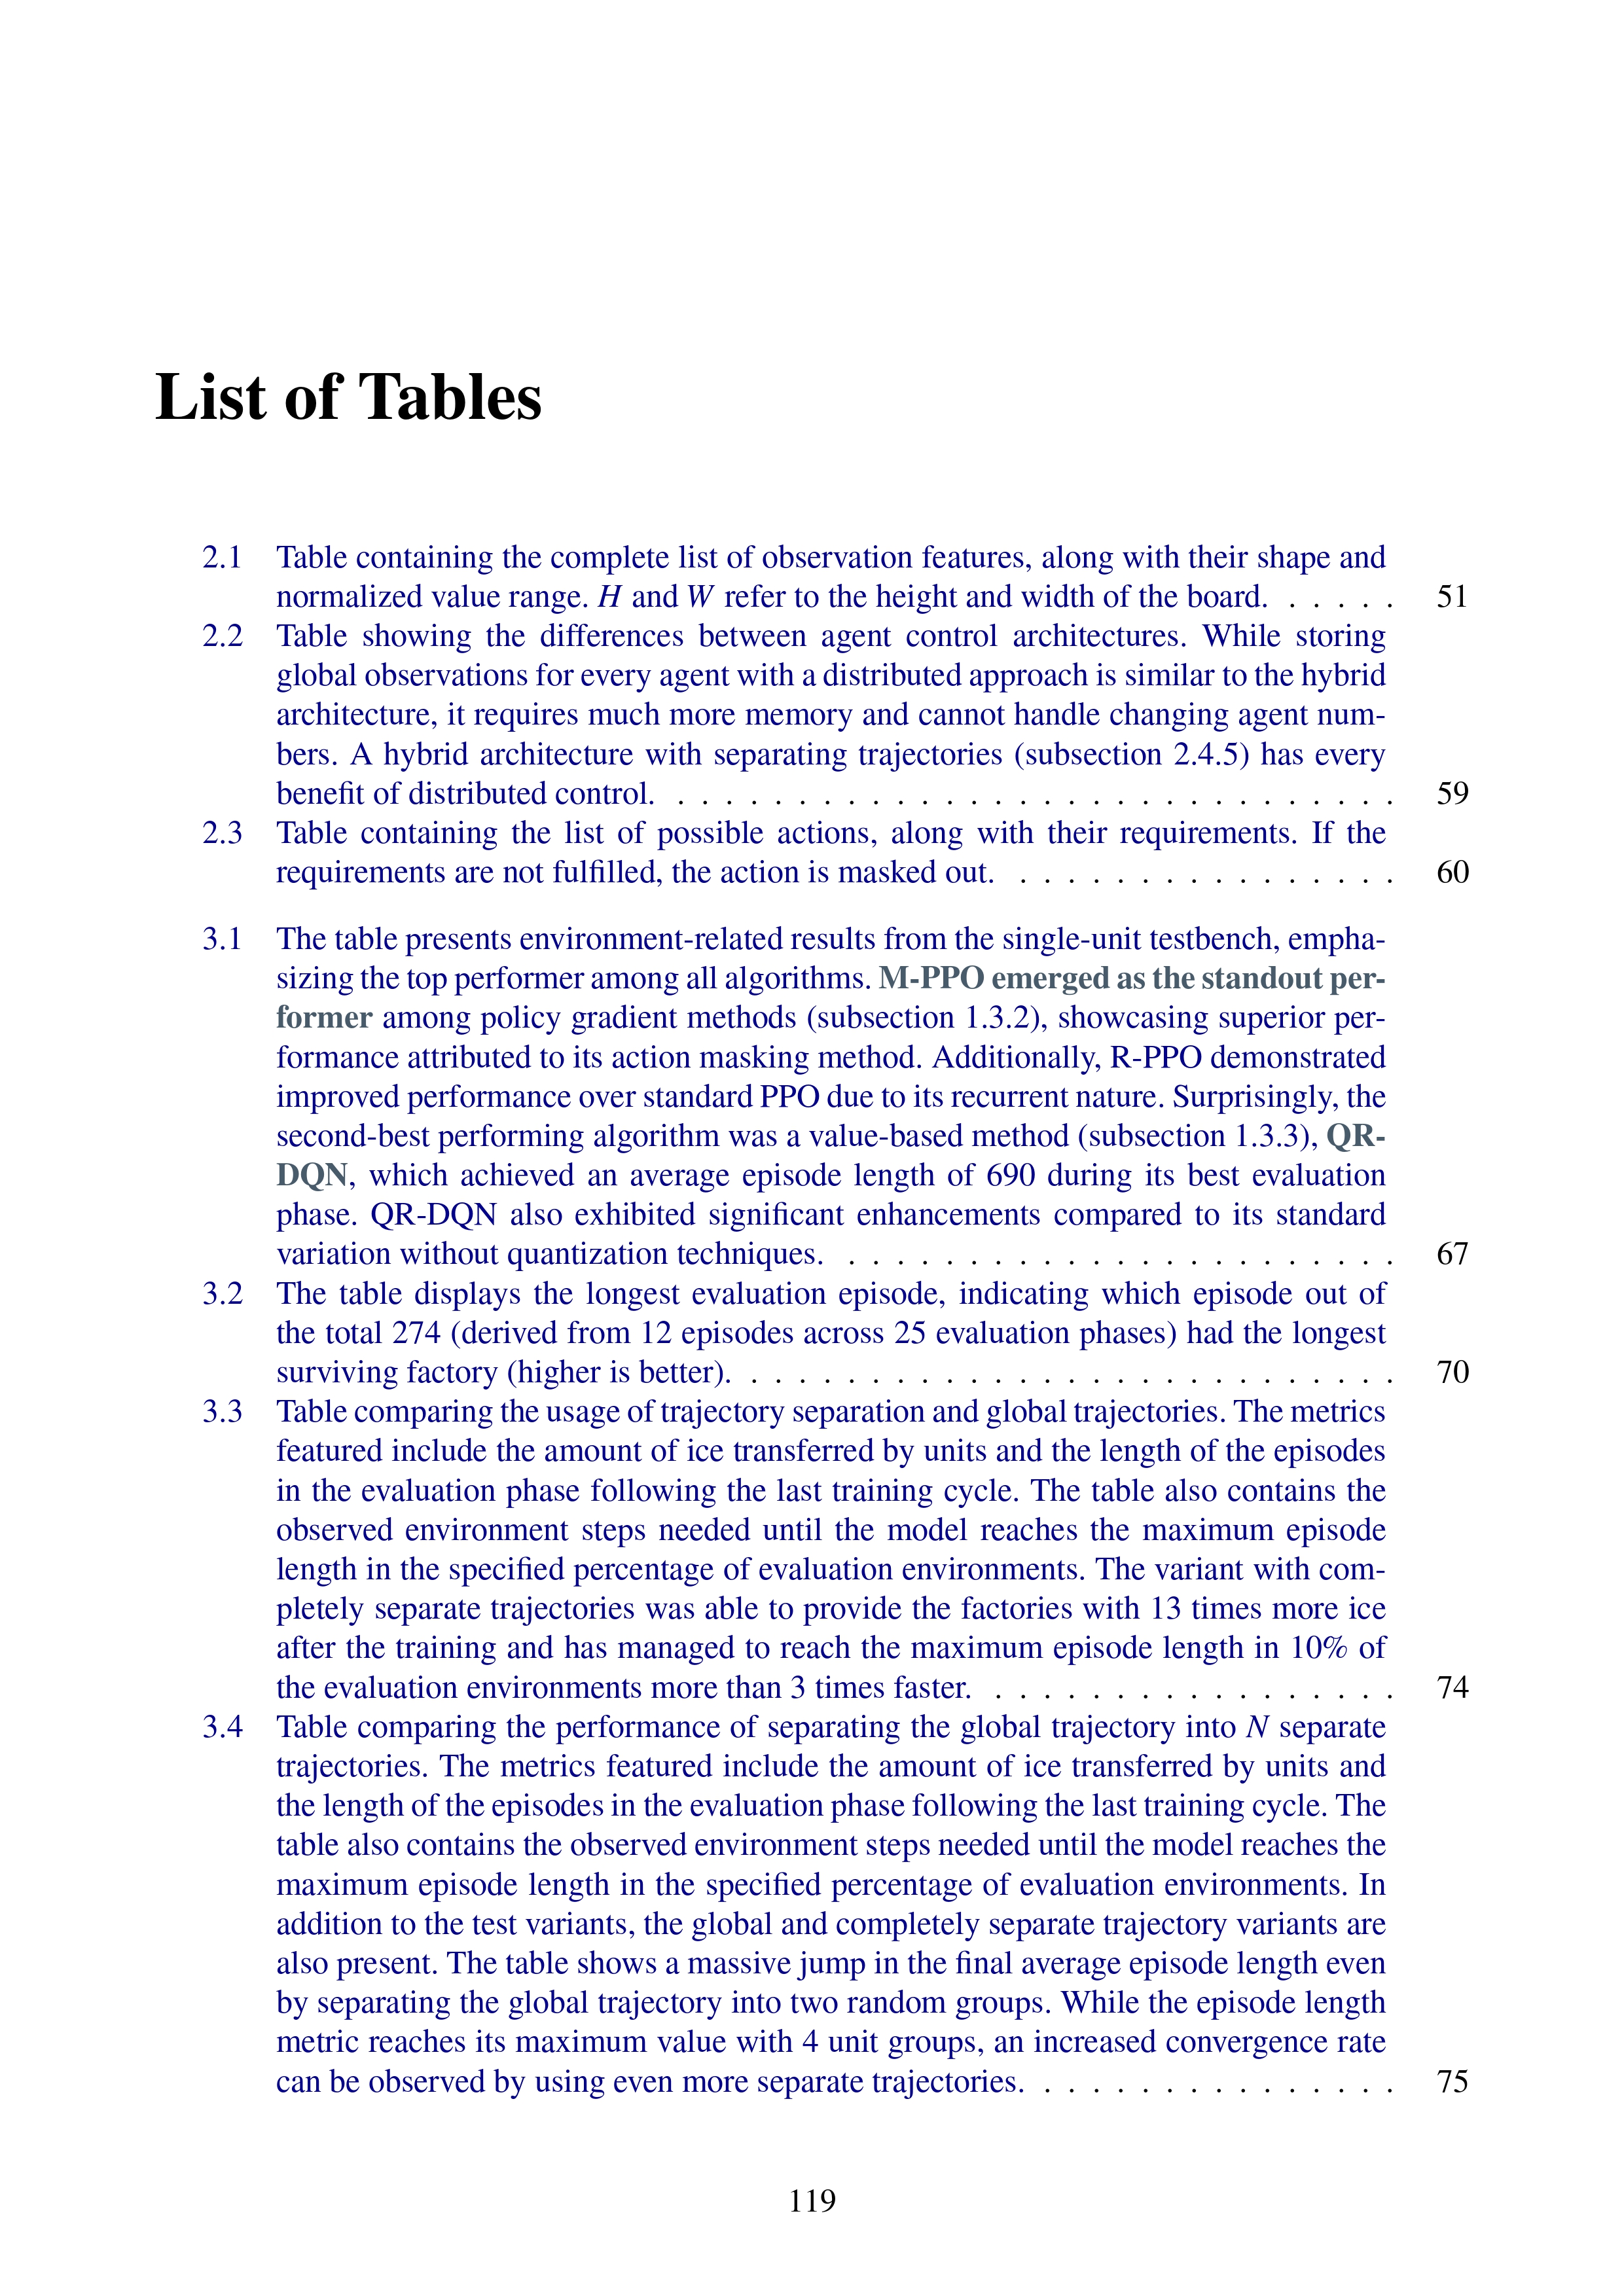 List of Tables
2.1 Table containing the complete list of observation features, along with their shape and
normalized value range. H and W refer to the height and width of the board. . . . . . 51
2.2 Table showing the differences between agent control architectures. While storing
global observations for every agent with a distributed approach is similar to the hybrid
architecture, it requires much more memory and cannot handle changing agent num-
bers. A hybrid architecture with separating trajectories (subsection 2.4.5) has every
benefit of distributed control. . . . . . . . . . . . . . . . . . . . . . . . . . . . . . . 59
2.3 Table containing the list of possible actions, along with their requirements. If the
requirements are not fulfilled, the action is masked out. . . . . . . . . . . . . . . . . 60
3.1 The table presents environment-related results from the single-unit testbench, empha-
sizing the top performer among all algorithms. M-PPO emerged as the standout per-
former among policy gradient methods (subsection 1.3.2), showcasing superior per-
formance attributed to its action masking method. Additionally, R-PPO demonstrated
improved performance over standard PPO due to its recurrent nature. Surprisingly, the
second-best performing algorithm was a value-based method (subsection 1.3.3), QR-
DQN, which achieved an average episode length of 690 during its best evaluation
phase. QR-DQN also exhibited significant enhancements compared to its standard
variation without quantization techniques. . . . . . . . . . . . . . . . . . . . . . . . 67
3.2 The table displays the longest evaluation episode, indicating which episode out of
the total 274 (derived from 12 episodes across 25 evaluation phases) had the longest
surviving factory (higher is better). . . . . . . . . . . . . . . . . . . . . . . . . . . . 70
3.3 Table comparing the usage of trajectory separation and global trajectories. The metrics
featured include the amount of ice transferred by units and the length of the episodes
in the evaluation phase following the last training cycle. The table also contains the
observed environment steps needed until the model reaches the maximum episode
length in the specified percentage of evaluation environments. The variant with com-
pletely separate trajectories was able to provide the factories with 13 times more ice
after the training and has managed to reach the maximum episode length in 10% of
the evaluation environments more than 3 times faster. . . . . . . . . . . . . . . . . . 74
3.4 Table comparing the performance of separating the global trajectory into N separate
trajectories. The metrics featured include the amount of ice transferred by units and
the length of the episodes in the evaluation phase following the last training cycle. The
table also contains the observed environment steps needed until the model reaches the
maximum episode length in the specified percentage of evaluation environments. In
addition to the test variants, the global and completely separate trajectory variants are
also present. The table shows a massive jump in the final average episode length even
by separating the global trajectory into two random groups. While the episode length
metric reaches its maximum value with 4 unit groups, an increased convergence rate
can be observed by using even more separate trajectories. . . . . . . . . . . . . . . . 75
119